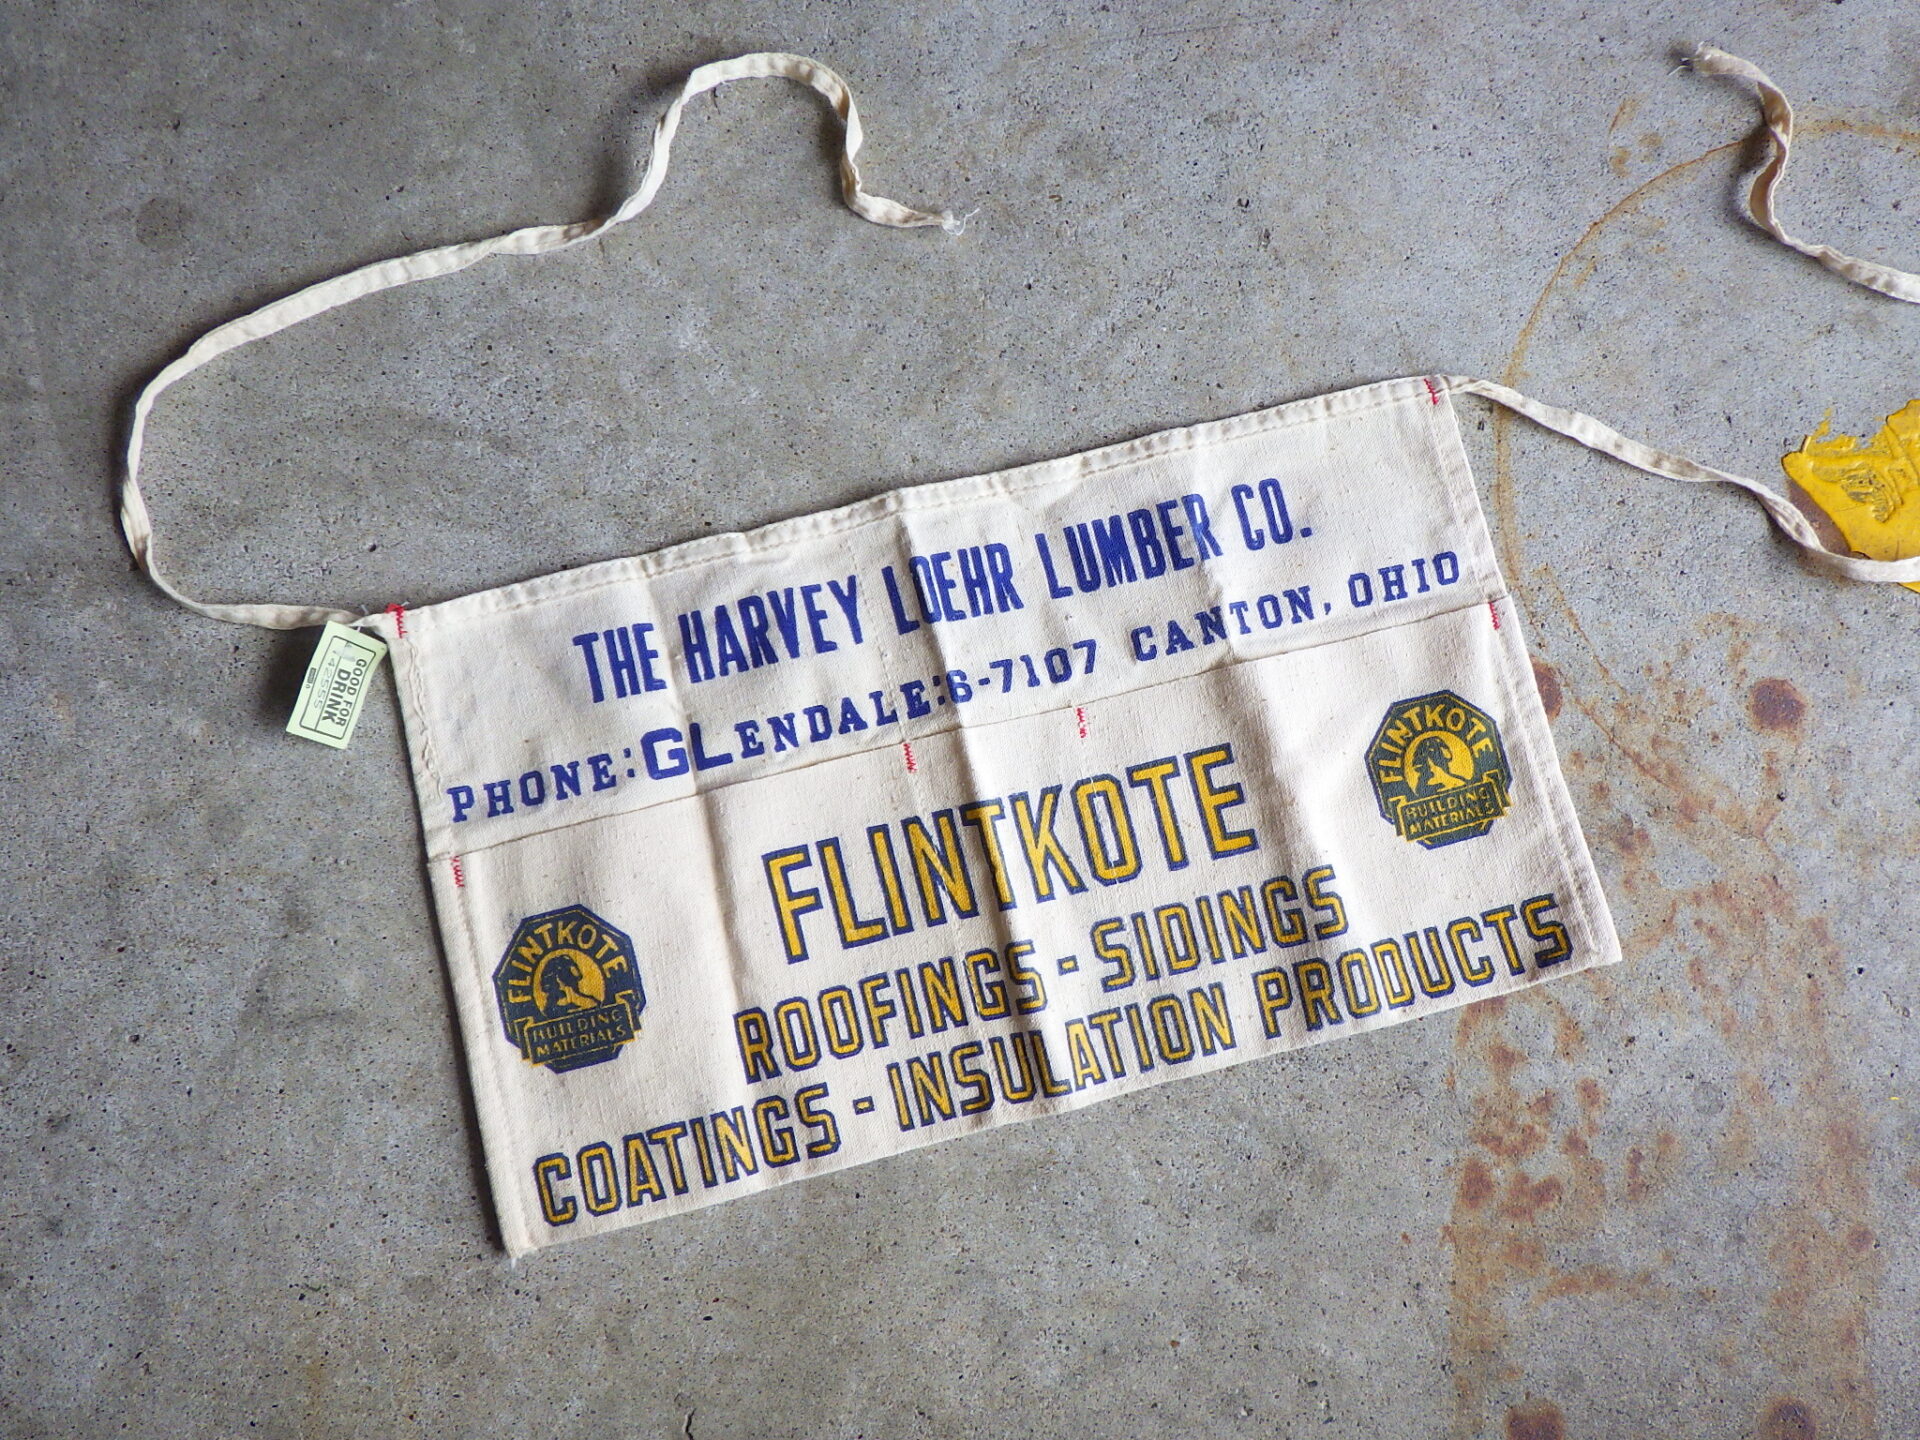 THE HARVEY LOEHR LUMBER CO.
PHONE:GLENDALE:6-7107 CANTON, OHIO
FLINTKOTE
BUILDING
MATERIALS
FLINTKOTE
ROOFINGS-SIDINGS
COATINGS-INSULATION PRODUCTS
FLINTKOTE
BUILDING
MATERIALS
GOOD FOR
1 DRINK